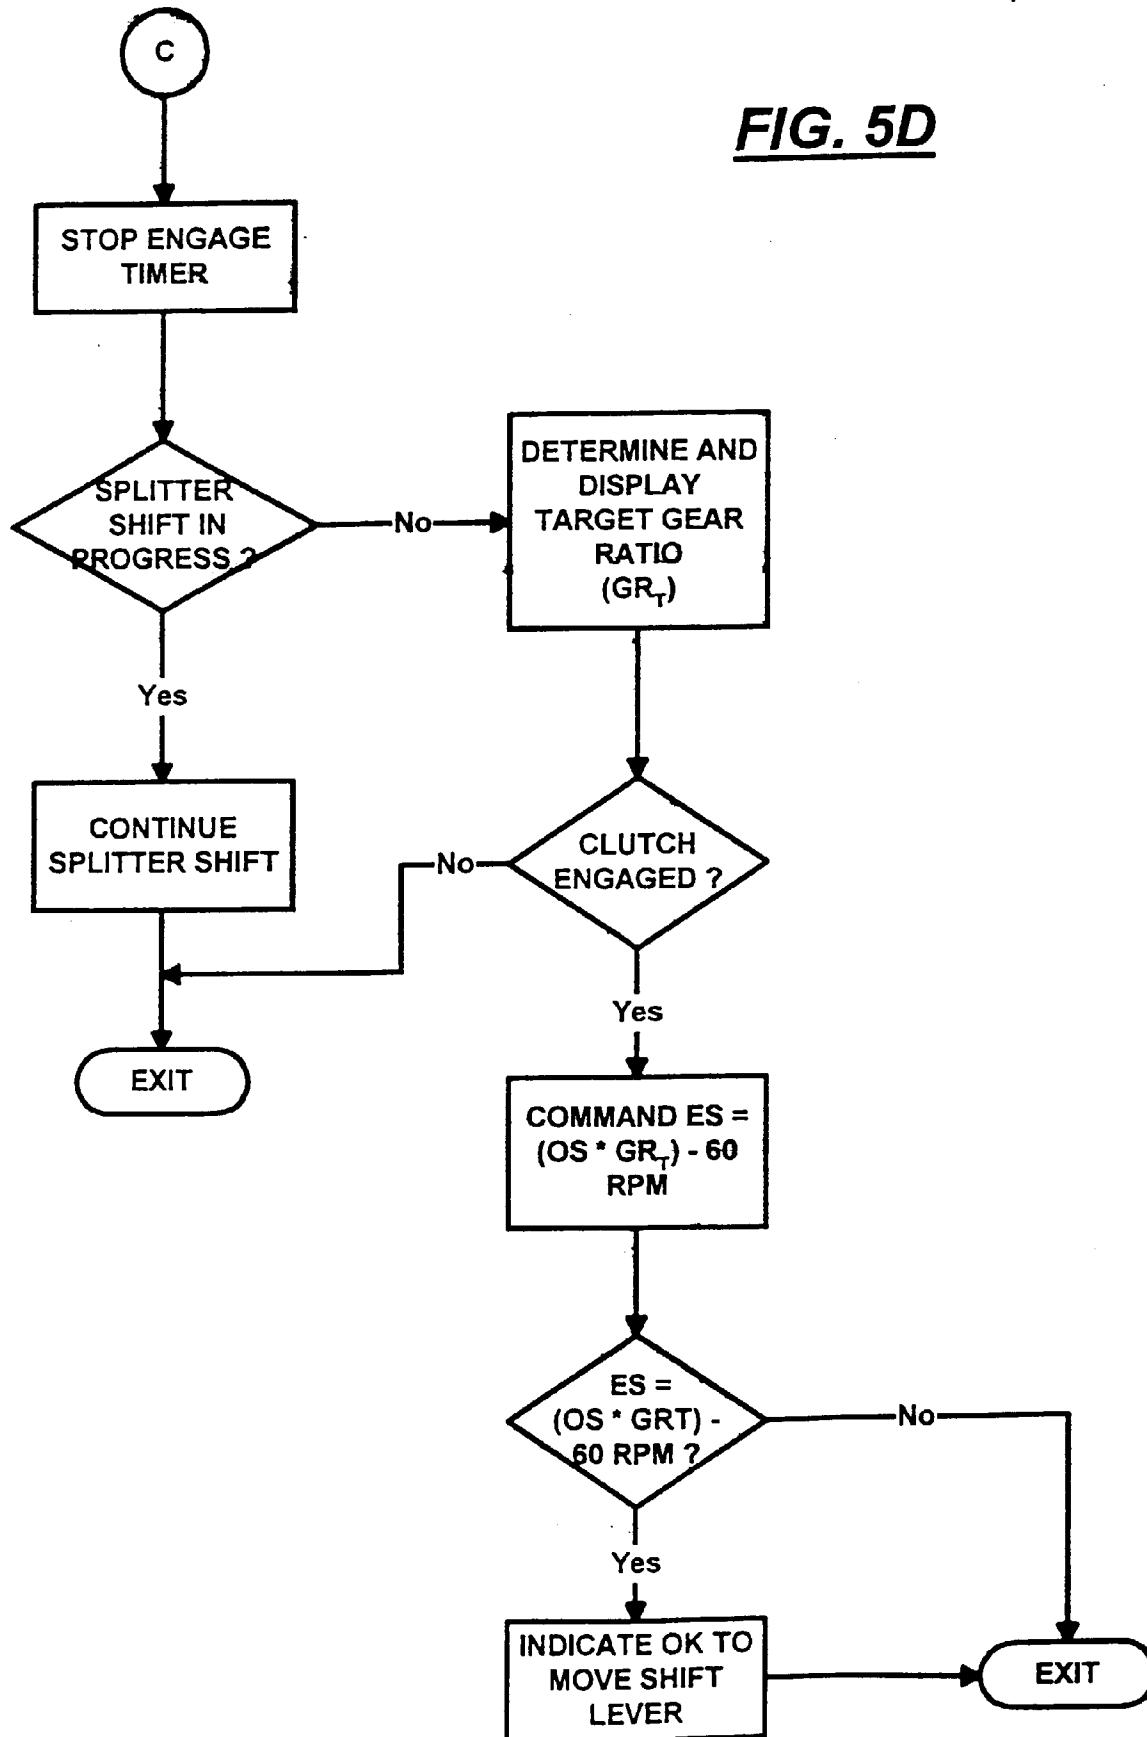 C
FIG. 5D
STOP ENGAGE
TIMER
SPLITTER
SHIFT IN
PROGRESS ?
No
DETERMINE AND
DISPLAY
TARGET GEAR
RATIO
(GR_T)
Yes
CONTINUE
SPLITTER SHIFT
No
CLUTCH
ENGAGED ?
EXIT
Yes
COMMAND ES =
(OS * GR_T) - 60
RPM
ES =
(OS * GRT) -
60 RPM ?
No
Yes
INDICATE OK TO
MOVE SHIFT
LEVER
EXIT